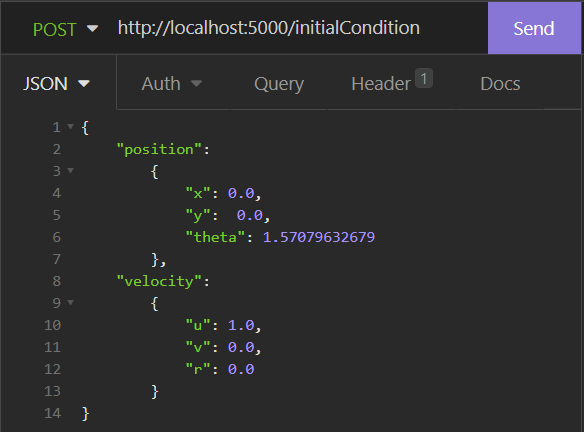 POST http://localhost:5000/initialCondition Send
JSON Auth Query Header 1 Docs
1 {
2 "position":
3 {
4 "x": 0.0,
5 "y":  0.0,
6 "theta": 1.57079632679
7 },
8 "velocity":
9 {
10 "u": 1.0,
11 "v": 0.0,
12 "r": 0.0
13 }
14 }